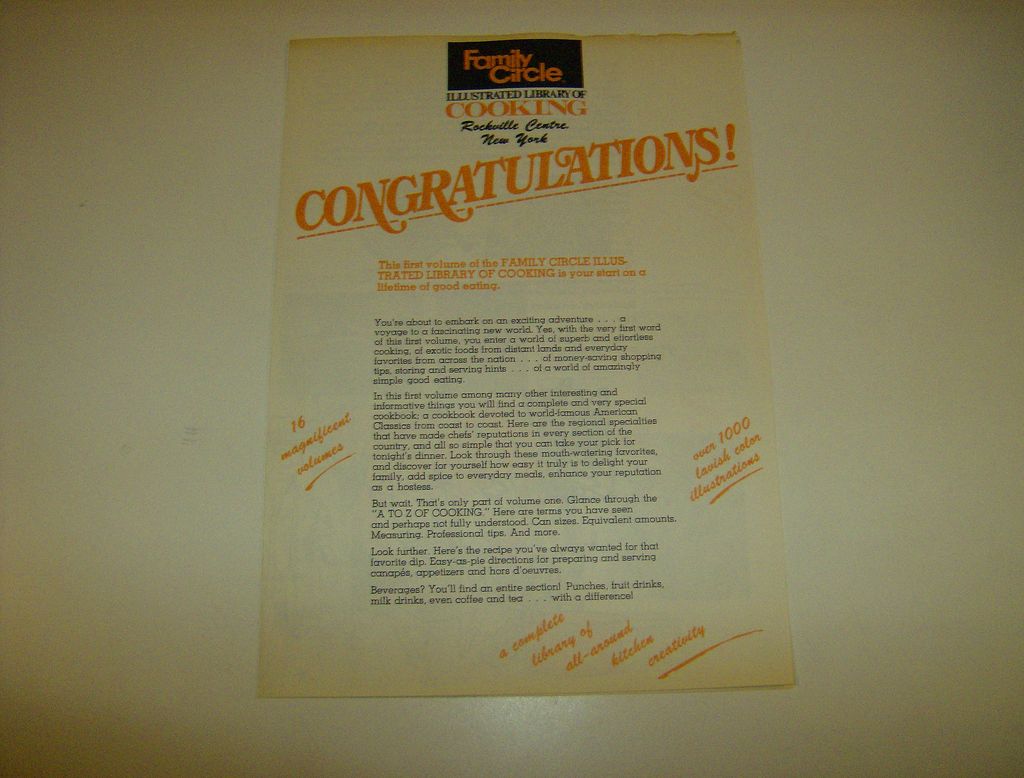 Family
Circle
ILLUSTRATED LIBRARY OF
COOKING
Rockville Centre,
New York
CONGRATULATIONS!
This first volume of the FAMILY CIRCLE ILLUS-
TRATED LIBRARY OF COOKING is your start on a
lifetime of good eating.
You're about to embark on an exciting adventure . . . a
voyage to a fascinating new world. Yes, with the very first word
of this first volume, you enter a world of superb and effortless
cooking, of exotic foods from distant lands and everyday
favorites from across the nation . . . of money-saving shopping
tips, storing and serving hints . . . of a world of amazingly
simple good eating.
In this first volume among many other interesting and
informative things you will find a complete and very special
cookbook; a cookbook devoted to world-famous American
Classics from coast to coast. Here are the regional specialties
that have made chefs' reputations in every section of the
country, and all so simple that you can take your pick for
tonight's dinner. Look through these mouth-watering favorites,
and discover for yourself how easy it truly is to delight your
family, add spice to everyday meals, enhance your reputation
as a hostess.
16
magnificent
volumes
over 1000
lavish color
illustrations
But wait. That's only part of volume one. Glance through the
"A TO Z OF COOKING." Here are terms you have seen
and perhaps not fully understood. Can sizes. Equivalent amounts.
Measuring. Professional tips. And more.
Look further. Here's the recipe you've always wanted for that
favorite dip. Easy-as-pie directions for preparing and serving
canapés, appetizers and hors d'oeuvres.
Beverages? You'll find an entire section! Punches, fruit drinks,
milk drinks, even coffee and tea . . . with a difference!
a complete
library of
all-around
kitchen
creativity